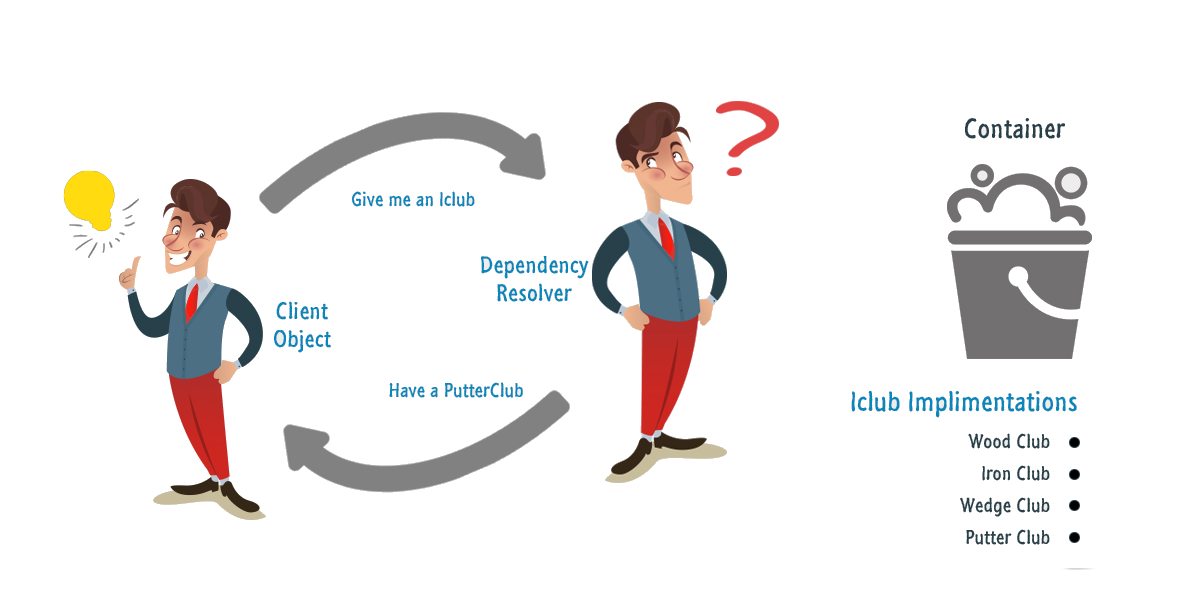 Container
Give me an Iclub
Dependency
Resolver
Client
Object
Have a PutterClub
Iclub Implimentations
Wood Club
Iron Club
Wedge Club
Putter Club